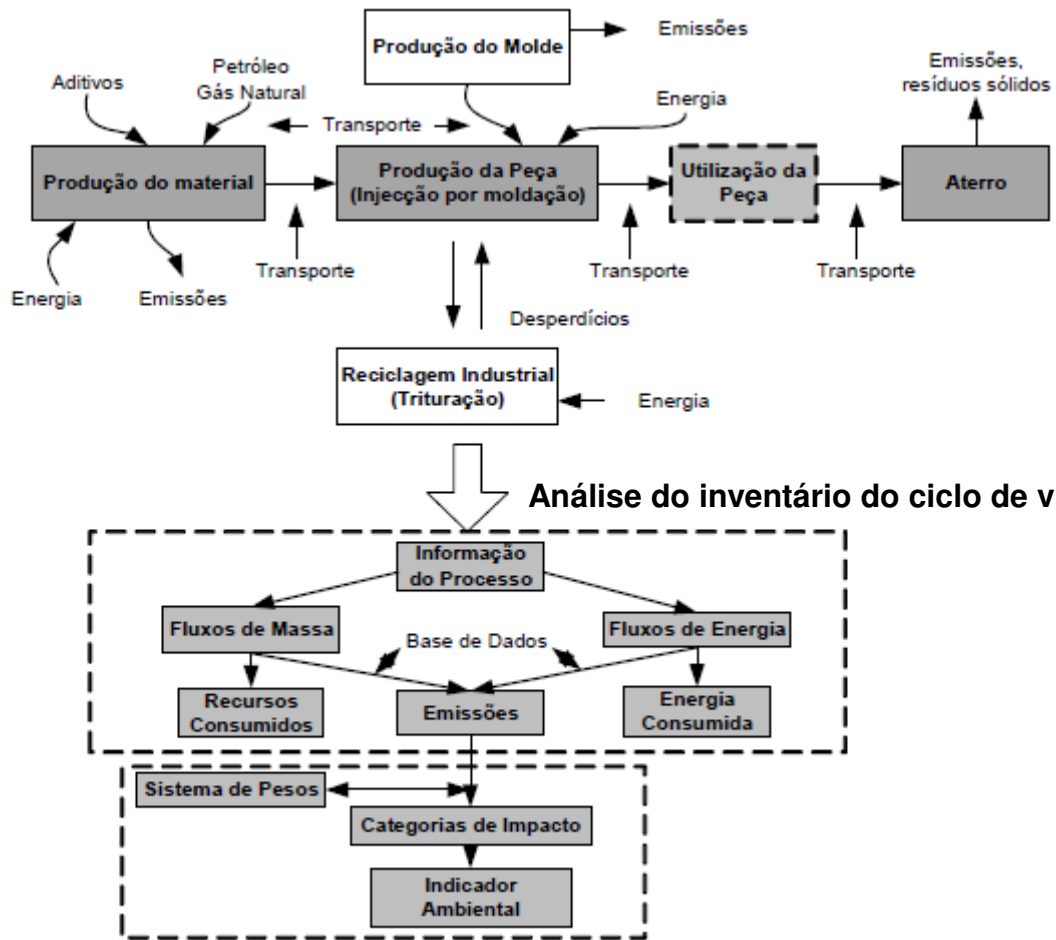 Produção do Molde
Emissões
Emissões,
resíduos sólidos
Aditivos
Petróleo
Gás Natural
Transporte
Energia
Produção do material
Produção da Peça
(Injecção por moldação)
Utilização da
Peça
Aterro
Energia
Emissões
Transporte
Transporte
Transporte
Desperdícios
Reciclagem Industrial
(Trituração)
Energia
Análise do inventário do ciclo de v
Informação
do Processo
Fluxos de Massa
Base de Dados
Fluxos de Energia
Recursos
Consumidos
Emissões
Energia
Consumida
Sistema de Pesos
Categorias de Impacto
Indicador
Ambiental